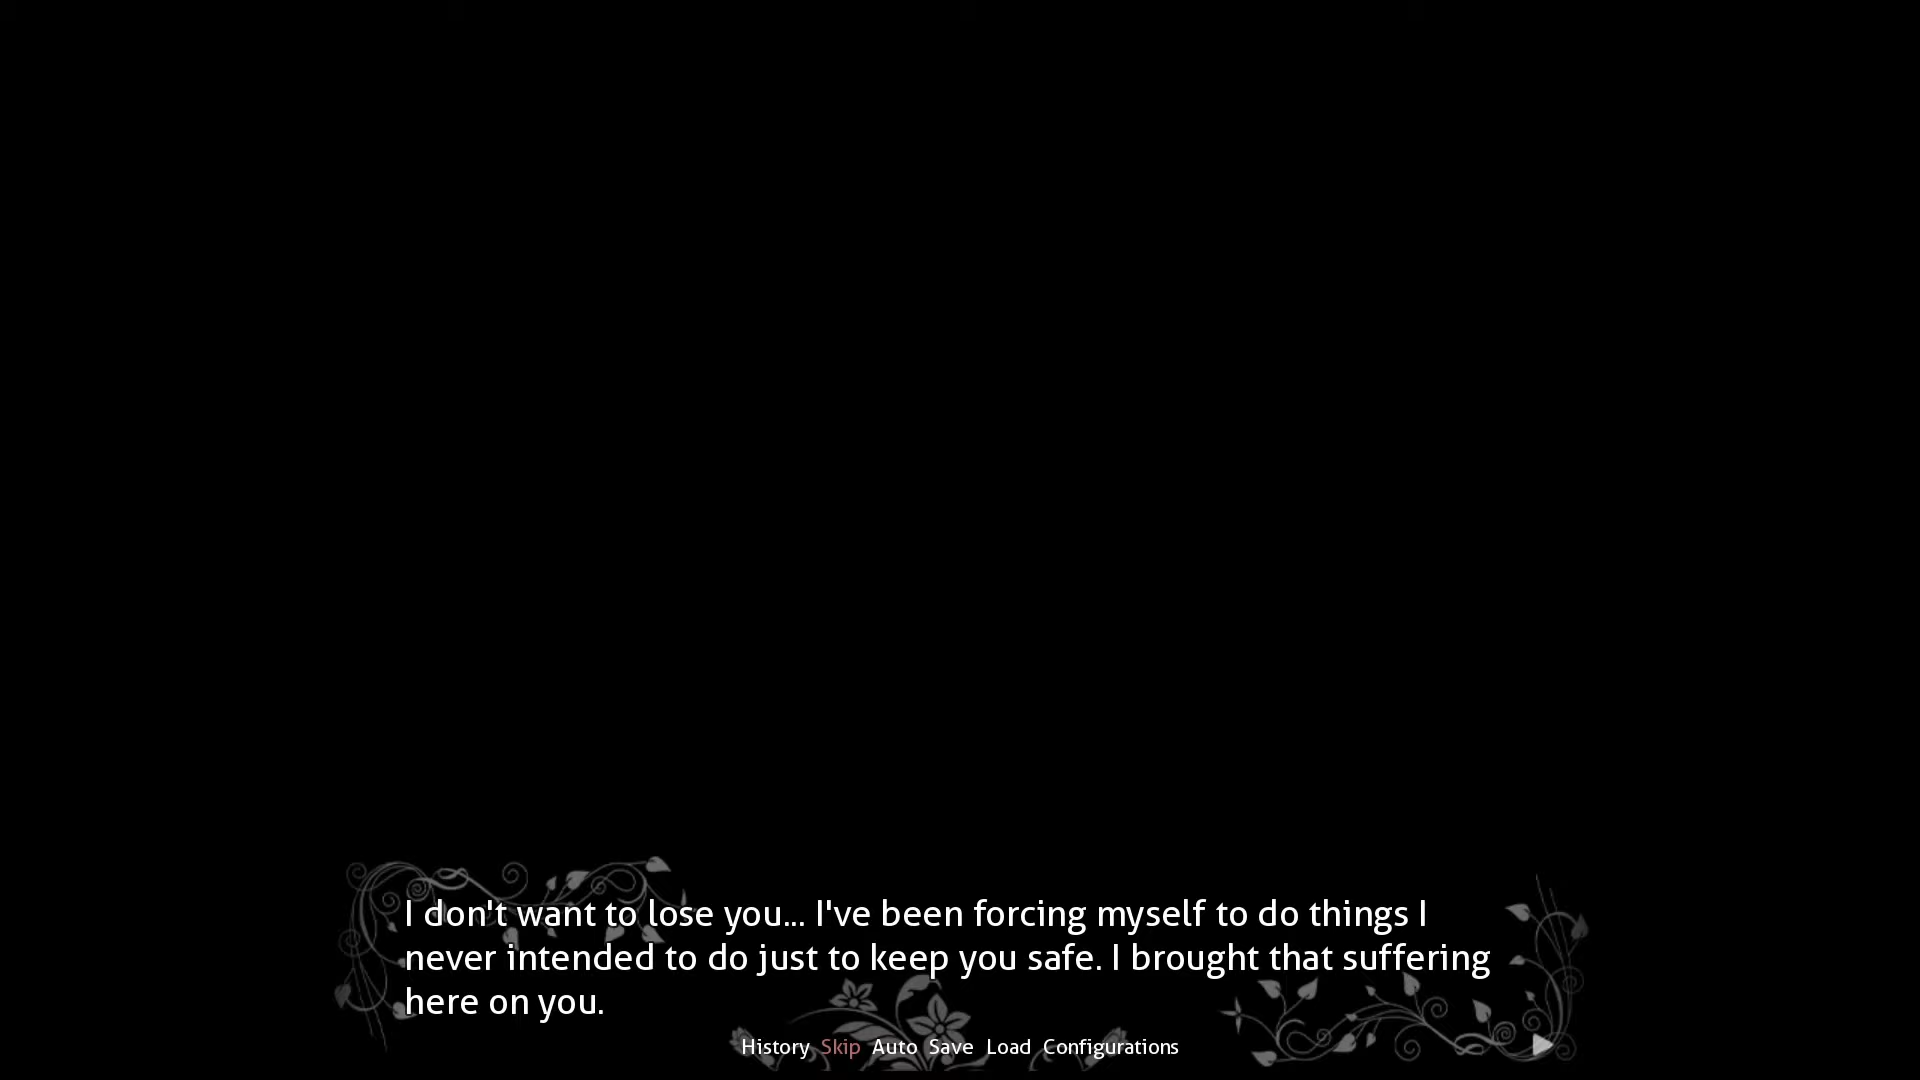 I don't want to lose you... I've been forcing myself to do things I
never intended to do just to keep you safe. I brought that suffering
here on you.
History Skip Auto Save Load Configurations